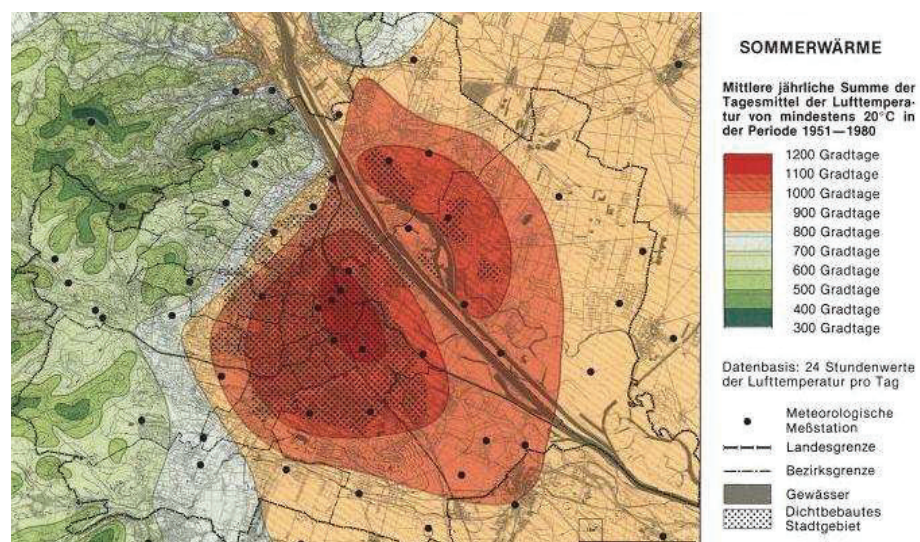 SOMMERWÄRME
Mittlere jährliche Summe der
Tagesmittel der Lufttempera-
tur von mindestens 20°C in
der Periode 1951—1980
1200 Gradtage
1100 Gradtage
1000 Gradtage
900 Gradtage
800 Gradtage
700 Gradtage
600 Gradtage
500 Gradtage
400 Gradtage
300 Gradtage
Datenbasis: 24 Stundenwerte
der Lufttemperatur pro Tag
Meteorologische
Meßstation
Landesgrenze
Bezirksgrenze
Gewässer
Dichtbebautes
Stadtgebiet